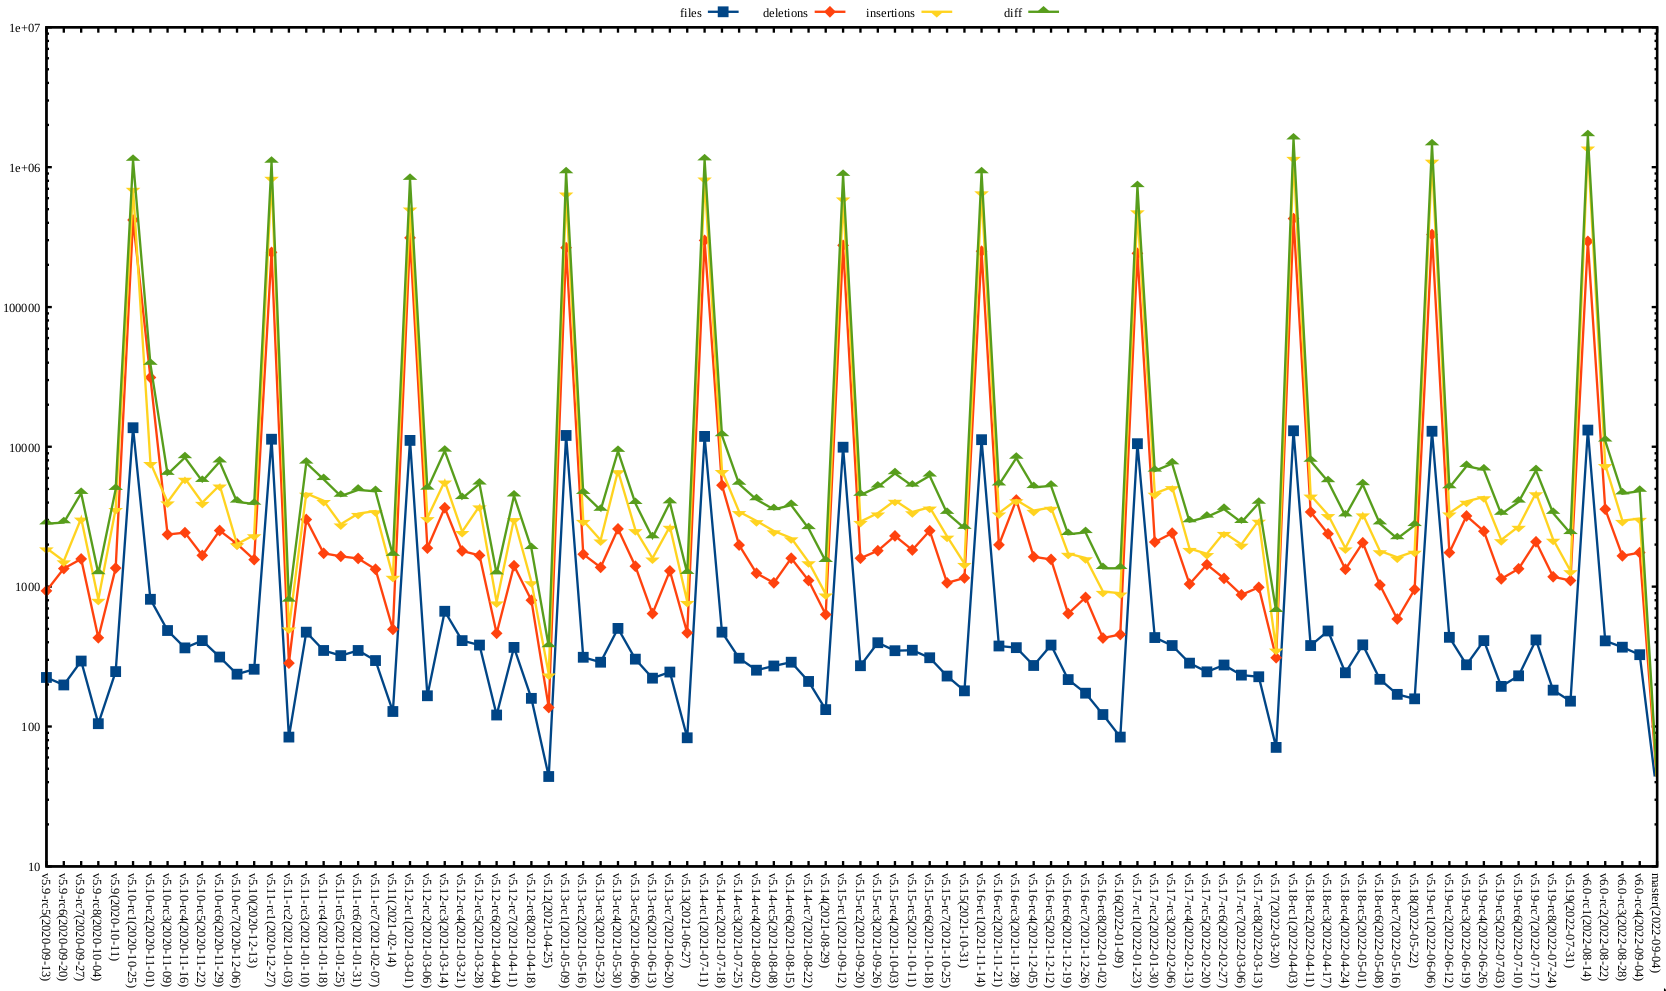 files deletions insertions diff
1e+07
1e+06
100000
10000
1000
100
10
v5.9-rc5(2020-09-13)
v5.9-rc6(2020-09-20)
v5.9-rc7(2020-09-27)
v5.9-rc8(2020-10-04)
v5.9(2020-10-11)
v5.10-rc1(2020-10-25)
v5.10-rc2(2020-11-01)
v5.10-rc3(2020-11-09)
v5.10-rc4(2020-11-16)
v5.10-rc5(2020-11-22)
v5.10-rc6(2020-11-29)
v5.10-rc7(2020-12-06)
v5.10(2020-12-13)
v5.11-rc1(2020-12-27)
v5.11-rc2(2021-01-03)
v5.11-rc3(2021-01-10)
v5.11-rc4(2021-01-18)
v5.11-rc5(2021-01-25)
v5.11-rc6(2021-01-31)
v5.11-rc7(2021-02-07)
v5.11(2021-02-14)
v5.12-rc1(2021-03-01)
v5.12-rc2(2021-03-06)
v5.12-rc3(2021-03-14)
v5.12-rc4(2021-03-21)
v5.12-rc5(2021-03-28)
v5.12-rc6(2021-04-04)
v5.12-rc7(2021-04-11)
v5.12-rc8(2021-04-18)
v5.12(2021-04-25)
v5.13-rc1(2021-05-09)
v5.13-rc2(2021-05-16)
v5.13-rc3(2021-05-23)
v5.13-rc4(2021-05-30)
v5.13-rc5(2021-06-06)
v5.13-rc6(2021-06-13)
v5.13-rc7(2021-06-20)
v5.13(2021-06-27)
v5.14-rc1(2021-07-11)
v5.14-rc2(2021-07-18)
v5.14-rc3(2021-07-25)
v5.14-rc4(2021-08-02)
v5.14-rc5(2021-08-08)
v5.14-rc6(2021-08-15)
v5.14-rc7(2021-08-22)
v5.14(2021-08-29)
v5.15-rc1(2021-09-12)
v5.15-rc2(2021-09-20)
v5.15-rc3(2021-09-26)
v5.15-rc4(2021-10-03)
v5.15-rc5(2021-10-11)
v5.15-rc6(2021-10-18)
v5.15-rc7(2021-10-25)
v5.15(2021-10-31)
v5.16-rc1(2021-11-14)
v5.16-rc2(2021-11-21)
v5.16-rc3(2021-11-28)
v5.16-rc4(2021-12-05)
v5.16-rc5(2021-12-12)
v5.16-rc6(2021-12-19)
v5.16-rc7(2021-12-26)
v5.16-rc8(2022-01-02)
v5.16(2022-01-09)
v5.17-rc1(2022-01-23)
v5.17-rc2(2022-01-30)
v5.17-rc3(2022-02-06)
v5.17-rc4(2022-02-13)
v5.17-rc5(2022-02-20)
v5.17-rc6(2022-02-27)
v5.17-rc7(2022-03-06)
v5.17-rc8(2022-03-13)
v5.17(2022-03-20)
v5.18-rc1(2022-04-03)
v5.18-rc2(2022-04-11)
v5.18-rc3(2022-04-17)
v5.18-rc4(2022-04-24)
v5.18-rc5(2022-05-01)
v5.18-rc6(2022-05-08)
v5.18-rc7(2022-05-16)
v5.18(2022-05-22)
v5.19-rc1(2022-06-06)
v5.19-rc2(2022-06-12)
v5.19-rc3(2022-06-19)
v5.19-rc4(2022-06-26)
v5.19-rc5(2022-07-03)
v5.19-rc6(2022-07-10)
v5.19-rc7(2022-07-17)
v5.19-rc8(2022-07-24)
v5.19(2022-07-31)
v6.0-rc1(2022-08-14)
v6.0-rc2(2022-08-22)
v6.0-rc3(2022-08-28)
v6.0-rc4(2022-09-04)
master(2022-09-04)